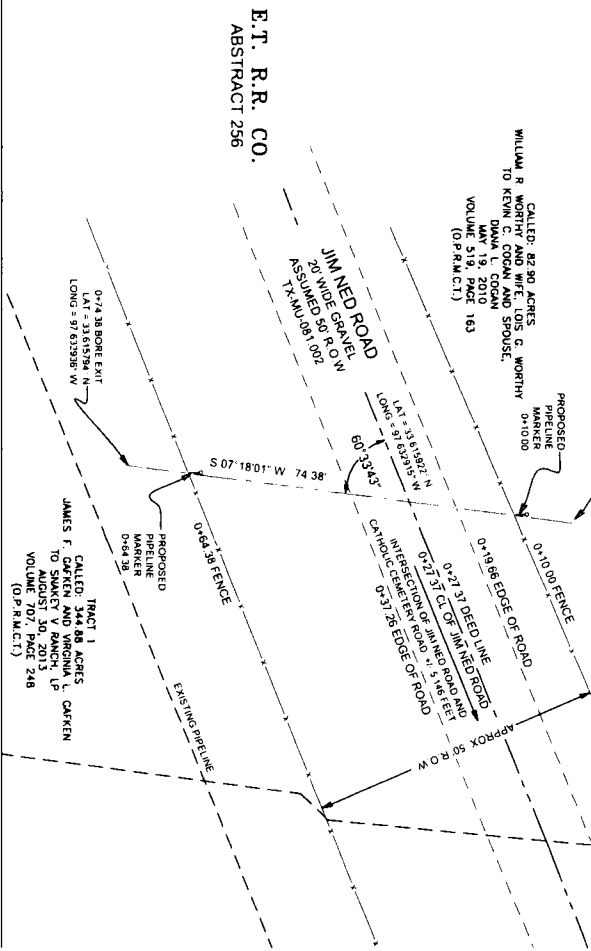 E.T. R.R. CO.
ABSTRACT 256
CALLED: 82.90 ACRES
WILLIAM R WORTHY AND WIFE, LOIS G. WORTHY
TO KEVIN C. COGAN AND SPOUSE,
DIANA L. COGAN
MAY 19, 2010
VOLUME 519, PAGE 163
(O.P.R.M.C.T.)
PROPOSED
PIPELINE
MARKER
0+10 00
JIM NED ROAD
20' WIDE GRAVEL
ASSUMED 50' R O W
TX-MU-081.002
LAT = 33.615922° N
LONG = 97.632915° W
60°33'43"
S 07°18'01" W 74 38'
0+10 00 FENCE
0+19.66 EDGE OF ROAD
0+27 37 DEED LINE
0+27 37 CL OF JIM NED ROAD
INTERSECTION OF JIM NED ROAD AND
CATHOLIC CEMETERY ROAD +/- 5,146 FEET
0+37.26 EDGE OF ROAD
APPROX 50' R O W
0+64.38 FENCE
PROPOSED
PIPELINE
MARKER
0+64 38
0+74 38 BORE EXIT
LAT = 33.615794° N
LONG = 97.632936° W
EXISTING PIPELINE
TRACT 1
CALLED: 344.88 ACRES
JAMES F. GAFKEN AND VIRGINIA L. GAFKEN
TO SNAKEY V RANCH, LP
AUGUST 30, 2013
VOLUME 707, PAGE 248
(O.P.R.M.C.T.)